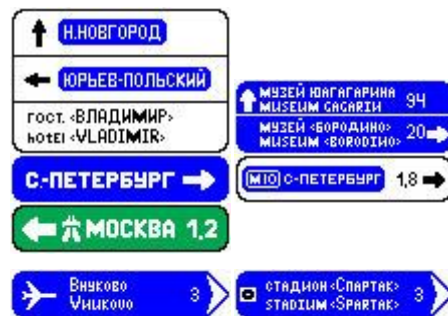 Н.НОВГОРОД
ЮРЬЕВ-ПОЛЬСКИЙ
ГОСТ. «ВЛАДИМИР»
HOTEL «VLADIMIR»
С.-ПЕТЕРБУРГ
МОСКВА 1,2
МУЗЕЙ ЮАГАГАРИНА 94
MUSEUM GAGARIN
МУЗЕЙ «БОРОДИНО» 20
MUSEUM «BORODINO»
М10 С-ПЕТЕРБУРГ 1,8
ВНУКОВО 3
VNUKOVO
СТАДИОН «СПАРТАК» 3
STADIUM «SPARTAK»